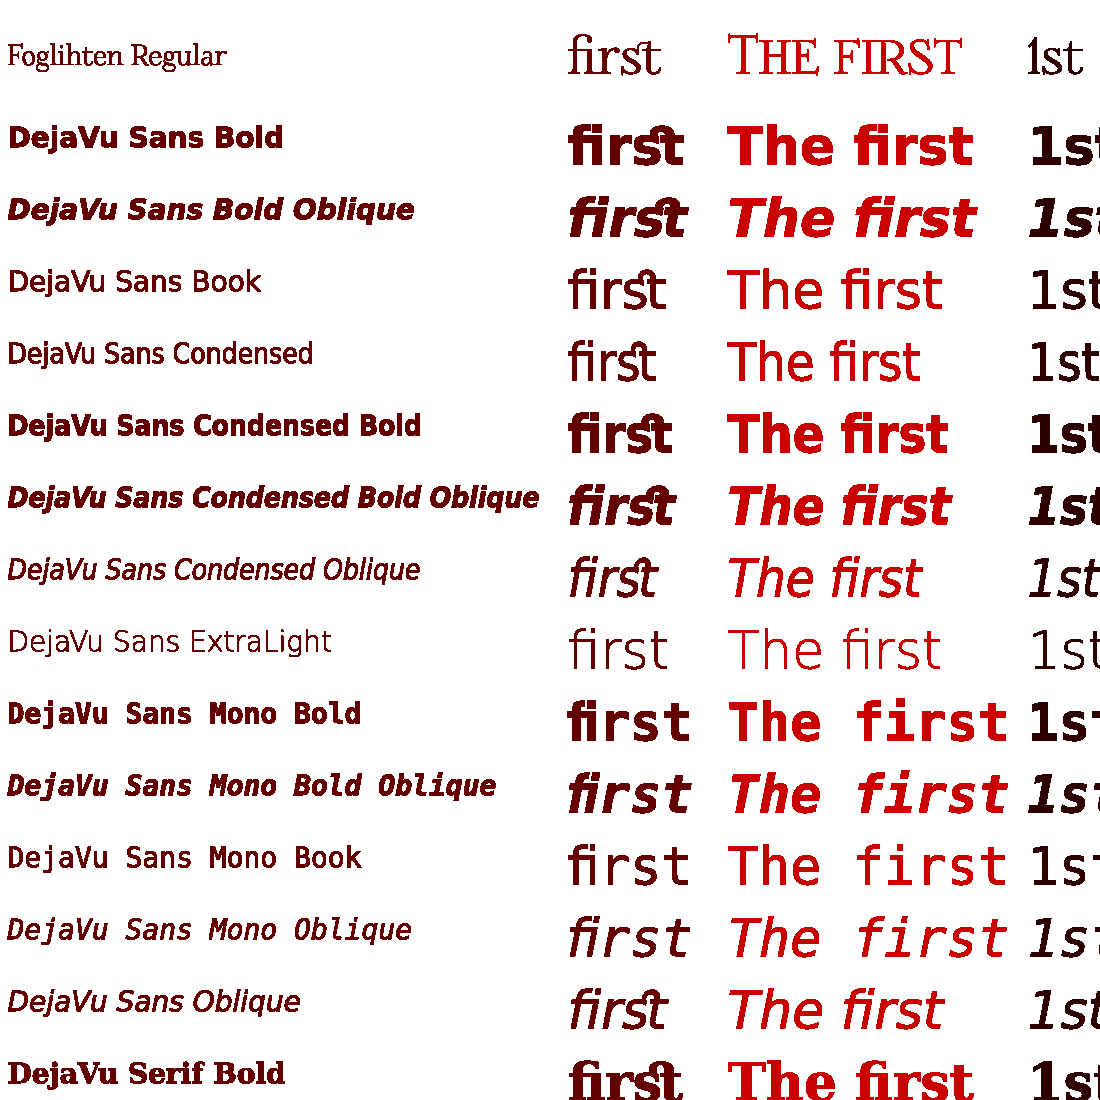 Foglihten Regular first THE FIRST 1st
DejaVu Sans Bold first The first 1st
DejaVu Sans Bold Oblique first The first 1st
DejaVu Sans Book first The first 1st
DejaVu Sans Condensed first The first 1st
DejaVu Sans Condensed Bold first The first 1st
DejaVu Sans Condensed Bold Oblique first The first 1st
DejaVu Sans Condensed Oblique first The first 1st
DejaVu Sans ExtraLight first The first 1st
DejaVu Sans Mono Bold first The first 1st
DejaVu Sans Mono Bold Oblique first The first 1st
DejaVu Sans Mono Book first The first 1st
DejaVu Sans Mono Oblique first The first 1st
DejaVu Sans Oblique first The first 1st
DejaVu Serif Bold first The first 1st